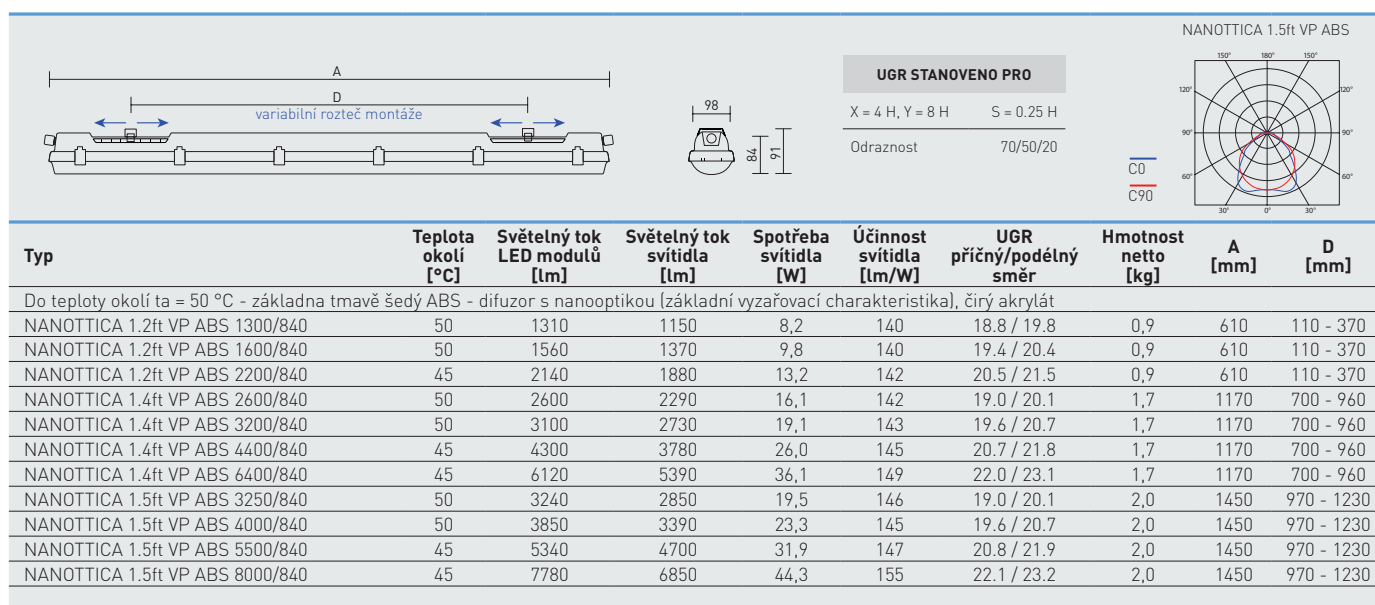 NANOTTICA 1.5ft VP ABS
A
D
variabilní rozteč montáže
98
84
91
UGR STANOVENO PRO
X = 4 H, Y = 8 H S = 0.25 H
Odraznost 70/50/20
C0
C90
150° 180° 150°
120° 120°
90° 90°
60° 60°
30° 0° 30°
Typ Teplota okolí [°C] Světelný tok LED modulů [lm] Světelný tok svítidla [lm] Spotřeba svítidla [W] Účinnost svítidla [lm/W] UGR příčný/podélný směr Hmotnost netto [kg] A [mm] D [mm]
Do teploty okolí ta = 50 °C - základna tmavě šedý ABS - difuzor s nanooptikou (základní vyzařovací charakteristika), čirý akrylát
NANOTTICA 1.2ft VP ABS 1300/840 50 1310 1150 8,2 140 18.8 / 19.8 0,9 610 110 - 370
NANOTTICA 1.2ft VP ABS 1600/840 50 1560 1370 9,8 140 19.4 / 20.4 0,9 610 110 - 370
NANOTTICA 1.2ft VP ABS 2200/840 45 2140 1880 13,2 142 20.5 / 21.5 0,9 610 110 - 370
NANOTTICA 1.4ft VP ABS 2600/840 50 2600 2290 16,1 142 19.0 / 20.1 1,7 1170 700 - 960
NANOTTICA 1.4ft VP ABS 3200/840 50 3100 2730 19,1 143 19.6 / 20.7 1,7 1170 700 - 960
NANOTTICA 1.4ft VP ABS 4400/840 45 4300 3780 26,0 145 20.7 / 21.8 1,7 1170 700 - 960
NANOTTICA 1.4ft VP ABS 6400/840 45 6120 5390 36,1 149 22.0 / 23.1 1,7 1170 700 - 960
NANOTTICA 1.5ft VP ABS 3250/840 50 3240 2850 19,5 146 19.0 / 20.1 2,0 1450 970 - 1230
NANOTTICA 1.5ft VP ABS 4000/840 50 3850 3390 23,3 145 19.6 / 20.7 2,0 1450 970 - 1230
NANOTTICA 1.5ft VP ABS 5500/840 45 5340 4700 31,9 147 20.8 / 21.9 2,0 1450 970 - 1230
NANOTTICA 1.5ft VP ABS 8000/840 45 7780 6850 44,3 155 22.1 / 23.2 2,0 1450 970 - 1230